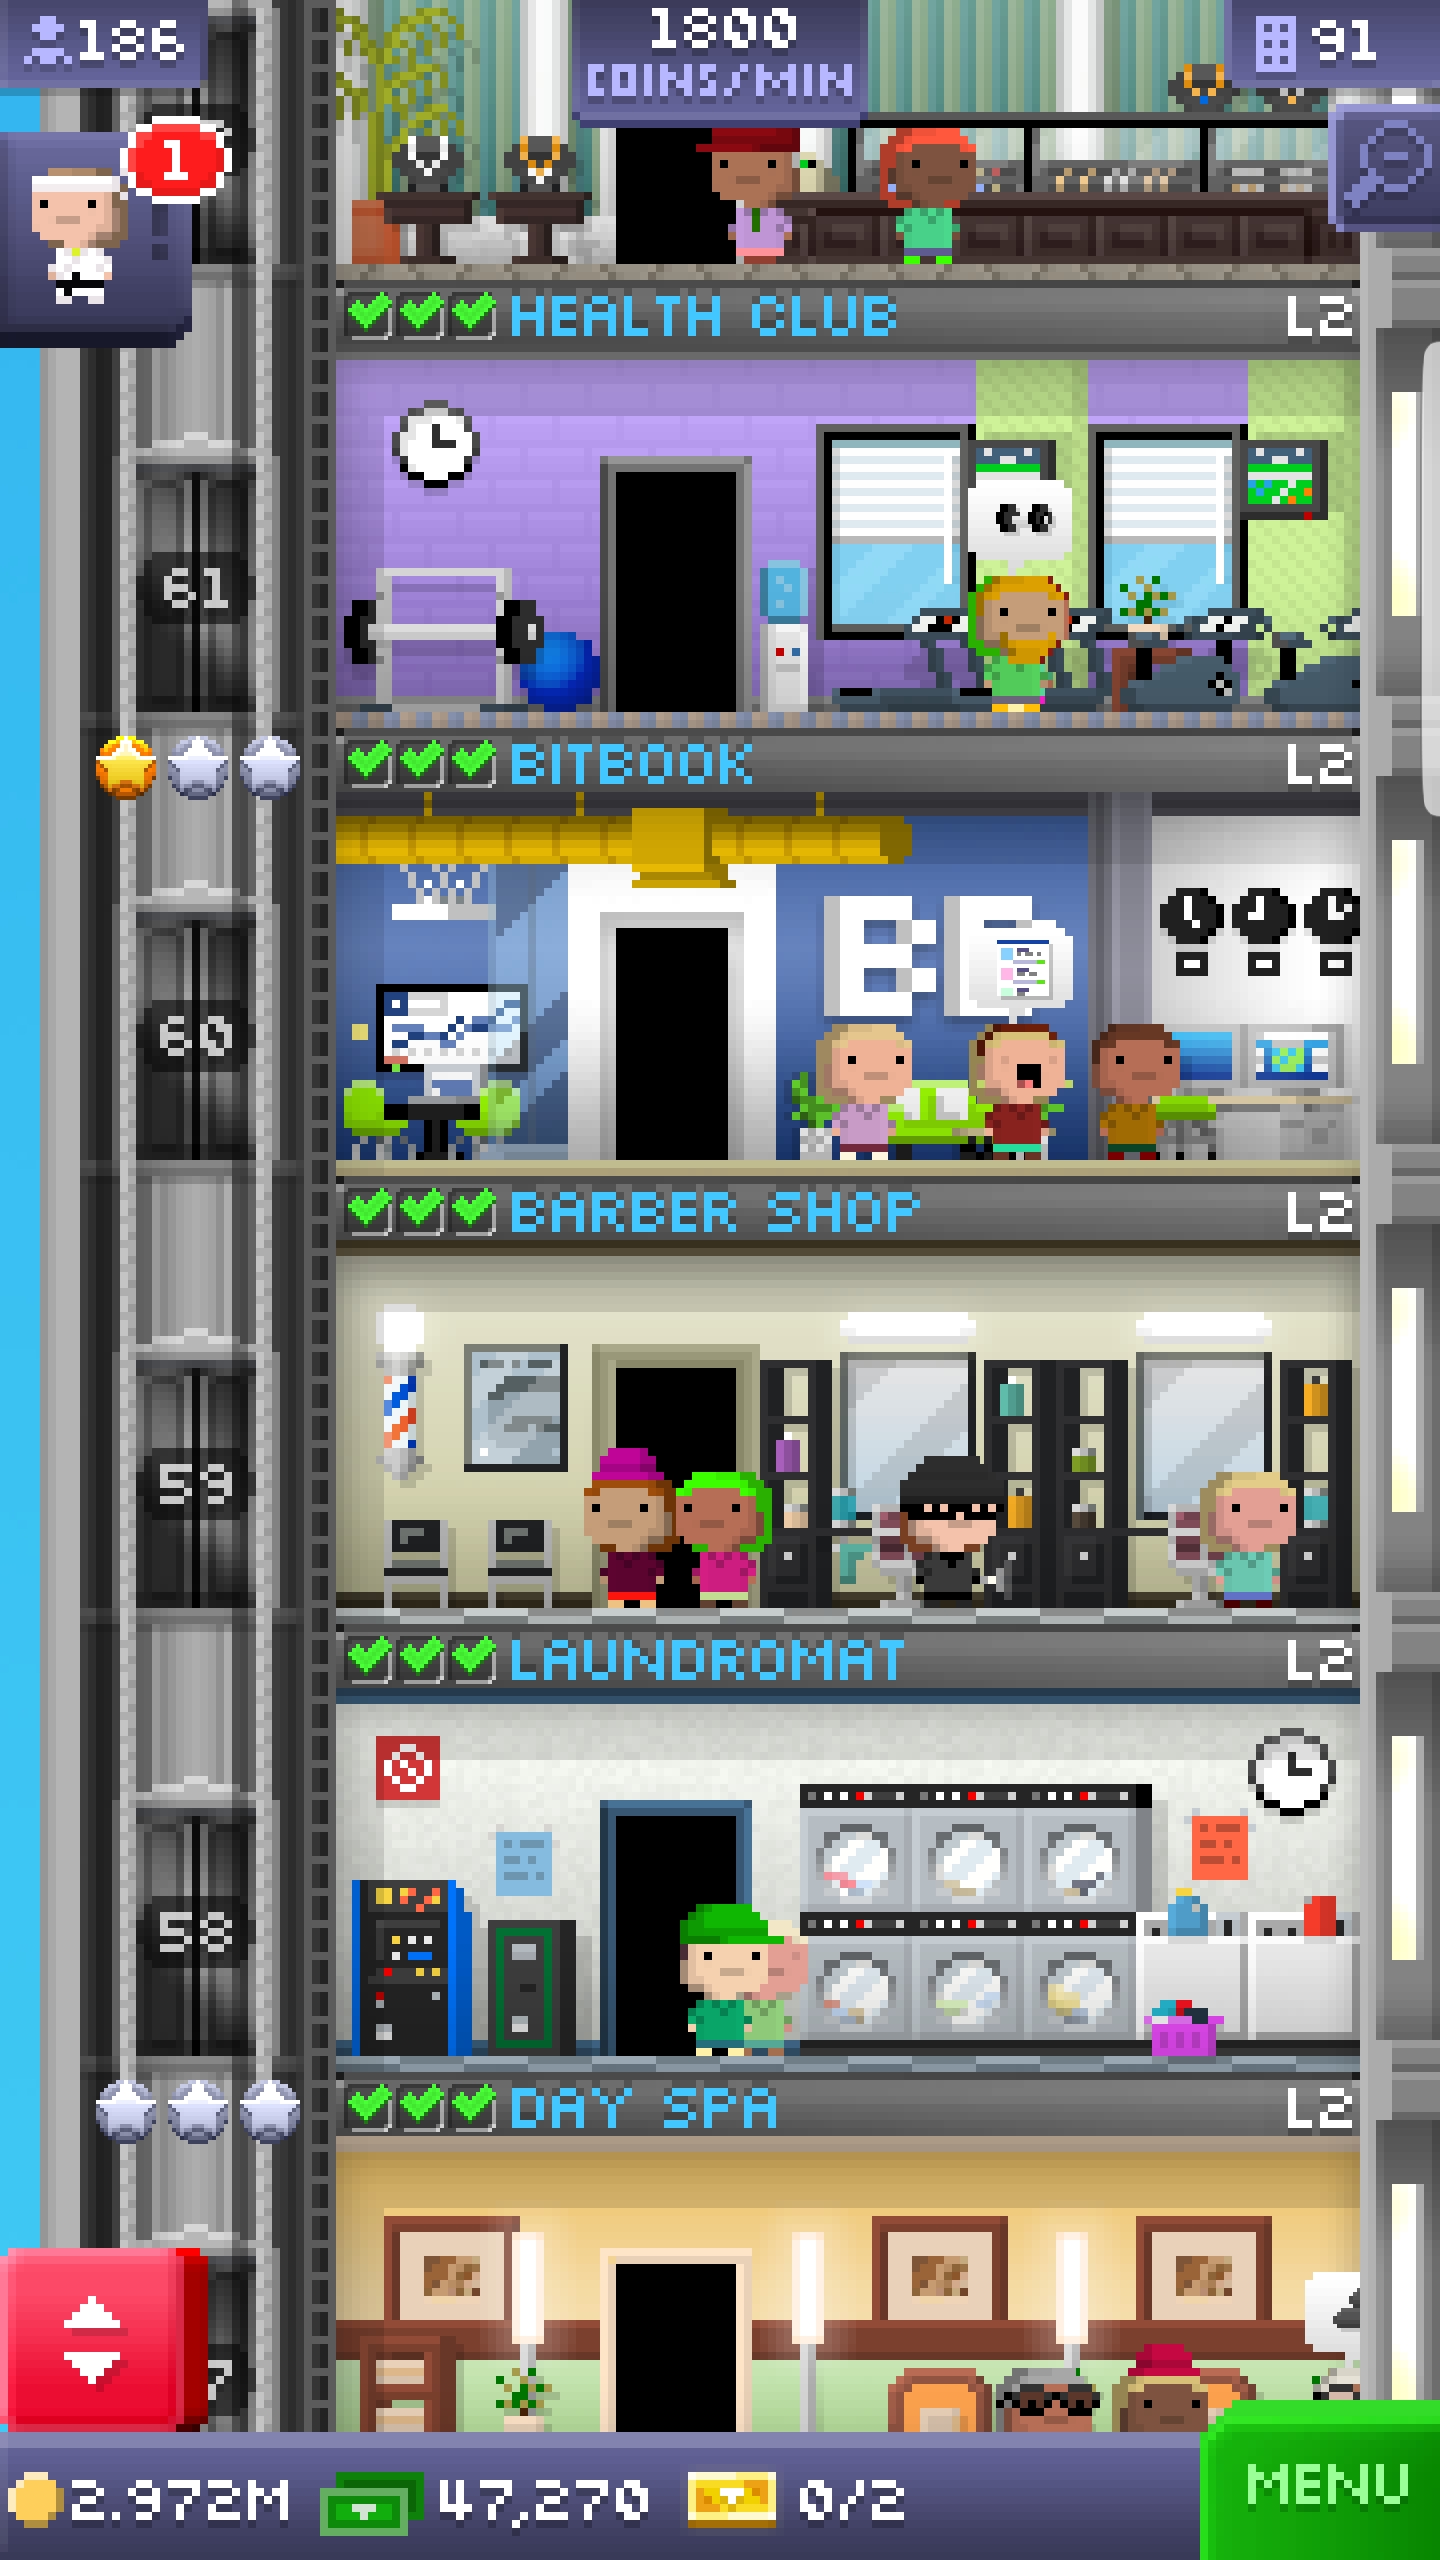 186
1800
COINS/MIN
91
1
HEALTH CLUB L2
61
BITBOOK L2
60
BARBER SHOP L2
59
LAUNDROMAT L2
58
DAY SPA L2
7
2.972M 47,270 0/2
MENU